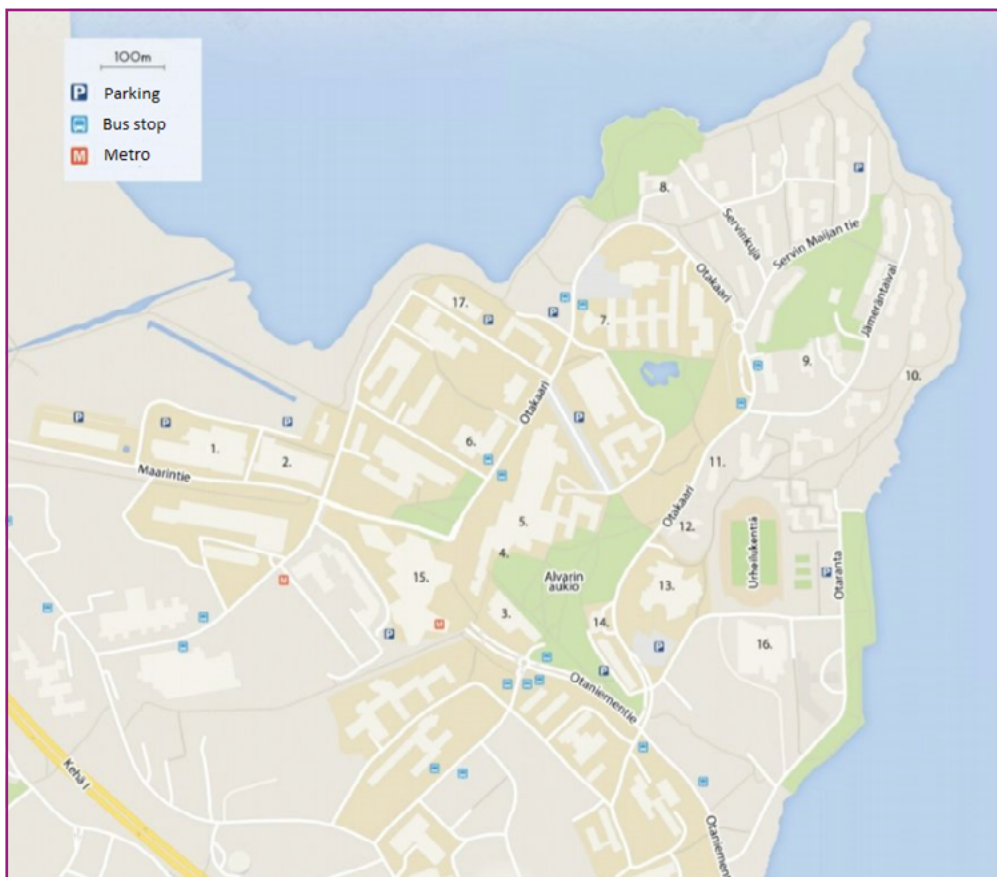 100m
P Parking
Bus stop
M Metro
8.
Servinkuja
Servin Maijan tie
P
Otakaari
17.
P
P
7.
Jämeräntaival
9.
10.
Otakaari
P
P
P
P
6.
1.
2.
11.
Maarintie
Otakaari
5.
12.
4.
Urheilukenttä
Alvarin
aukio
15.
13.
P
Otaranta
M
3.
14.
M
P
P
16.
P
Otaniementie
Kehä I
Otaniemen